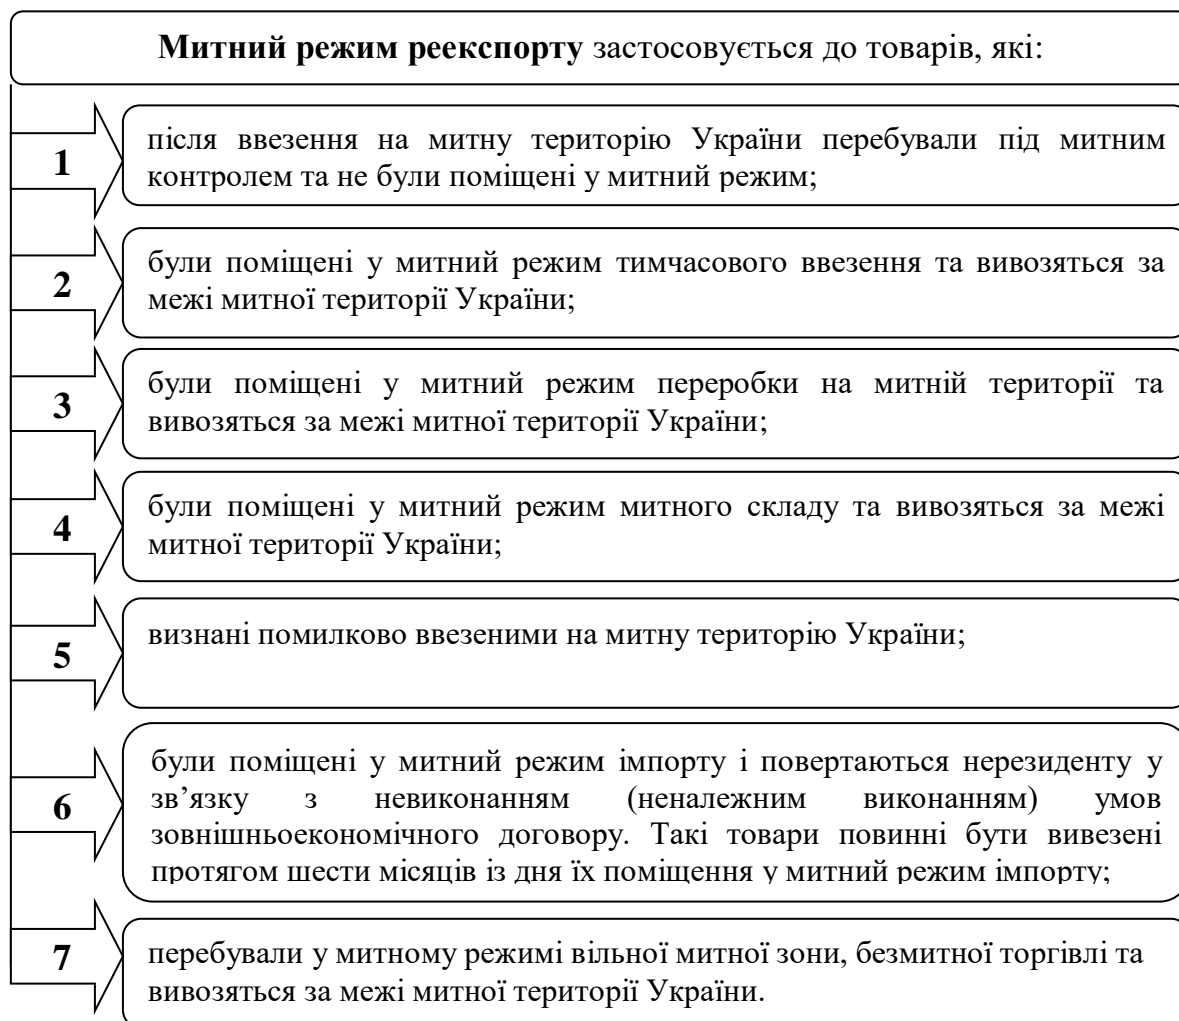 Митний режим реекспорту застосовується до товарів, які:
1
після ввезення на митну територію України перебували під митним
контролем та не були поміщені у митний режим;
2
були поміщені у митний режим тимчасового ввезення та вивозяться за
межі митної території України;
3
були поміщені у митний режим переробки на митній території та
вивозяться за межі митної території України;
4
були поміщені у митний режим митного складу та вивозяться за межі
митної території України;
5
визнані помилково ввезеними на митну територію України;
6
були поміщені у митний режим імпорту і повертаються нерезиденту у
зв’язку з невиконанням (неналежним виконанням) умов
зовнішньоекономічного договору. Такі товари повинні бути вивезені
протягом шести місяців із дня їх поміщення у митний режим імпорту;
7
перебували у митному режимі вільної митної зони, безмитної торгівлі та
вивозяться за межі митної території України.